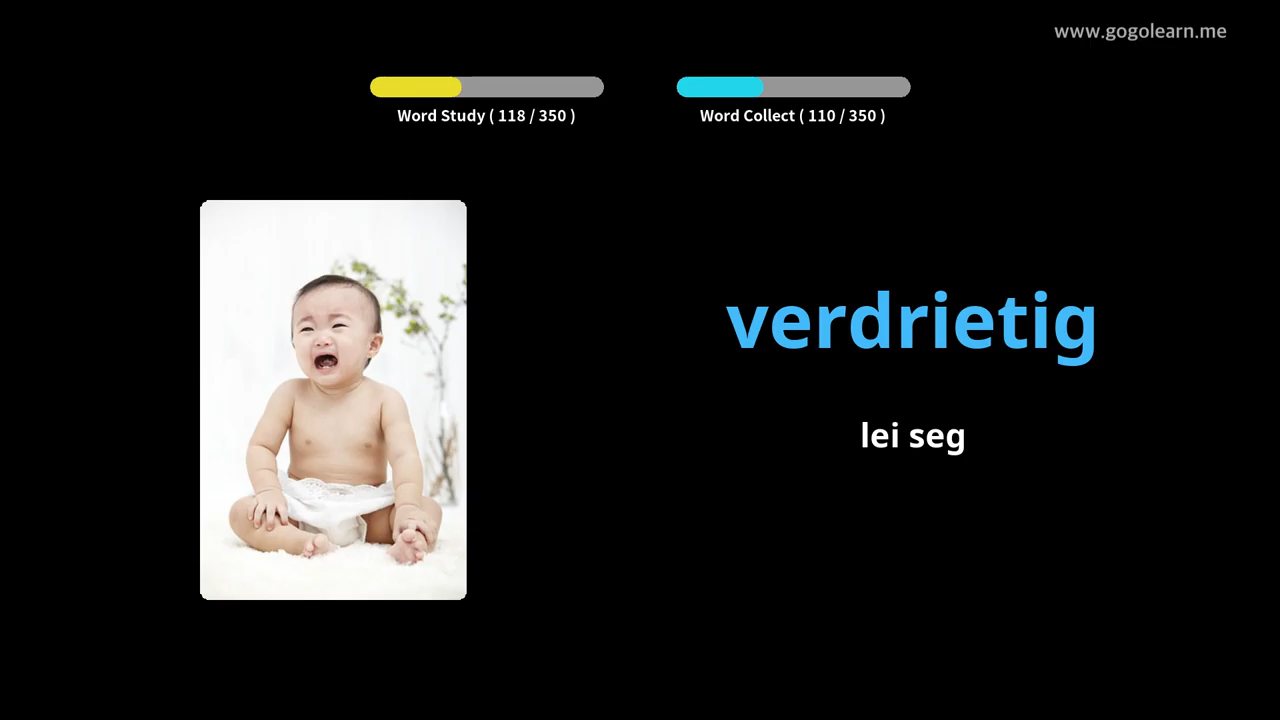 www.gogolearn.me
Word Study ( 118 / 350 )
Word Collect ( 110 / 350 )
verdrietig
lei seg